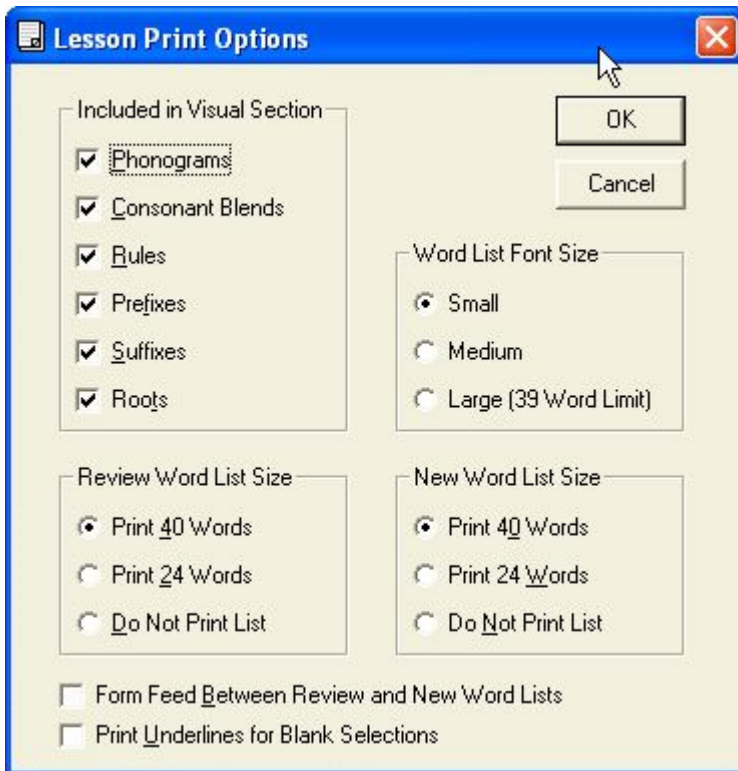 Lesson Print Options
Included in Visual Section
Phonograms
Consonant Blends
Rules
Prefixes
Suffixes
Roots
OK
Cancel
Word List Font Size
Small
Medium
Large (39 Word Limit)
Review Word List Size
Print 40 Words
Print 24 Words
Do Not Print List
New Word List Size
Print 40 Words
Print 24 Words
Do Not Print List
Form Feed Between Review and New Word Lists
Print Underlines for Blank Selections